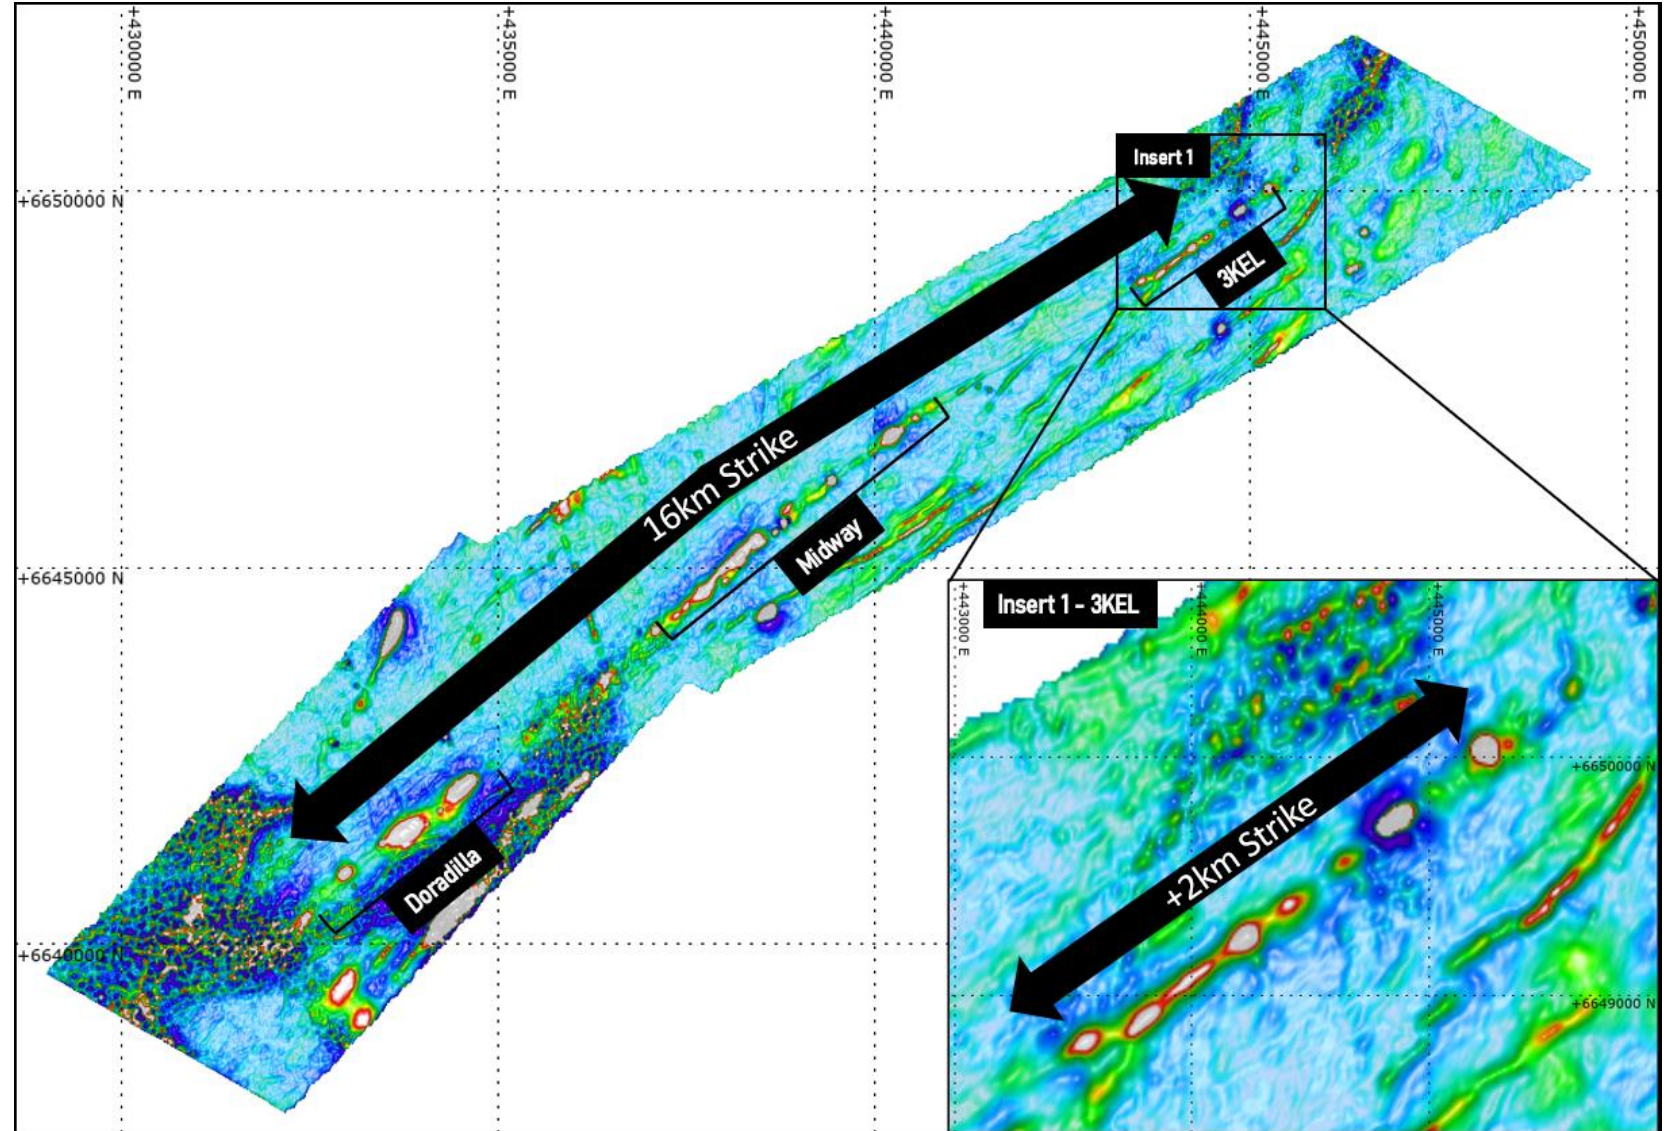 +430000 E
+435000 E
+440000 E
+445000 E
+450000 E
Insert 1
+6650000 N
3KEL
16km Strike
Midway
+6645000 N
Insert 1 - 3KEL
+443000 E
+444000 E
+445000 E
+6650000 N
+2km Strike
Doradilla
+6640000 N
+6649000 N